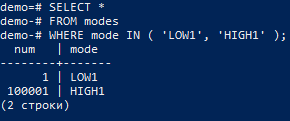 demo=# SELECT *
demo-# FROM modes
demo-# WHERE mode IN ( 'LOW1', 'HIGH1' );
  num   | mode
--------+-------
      1 | LOW1
 100001 | HIGH1
(2 строки)